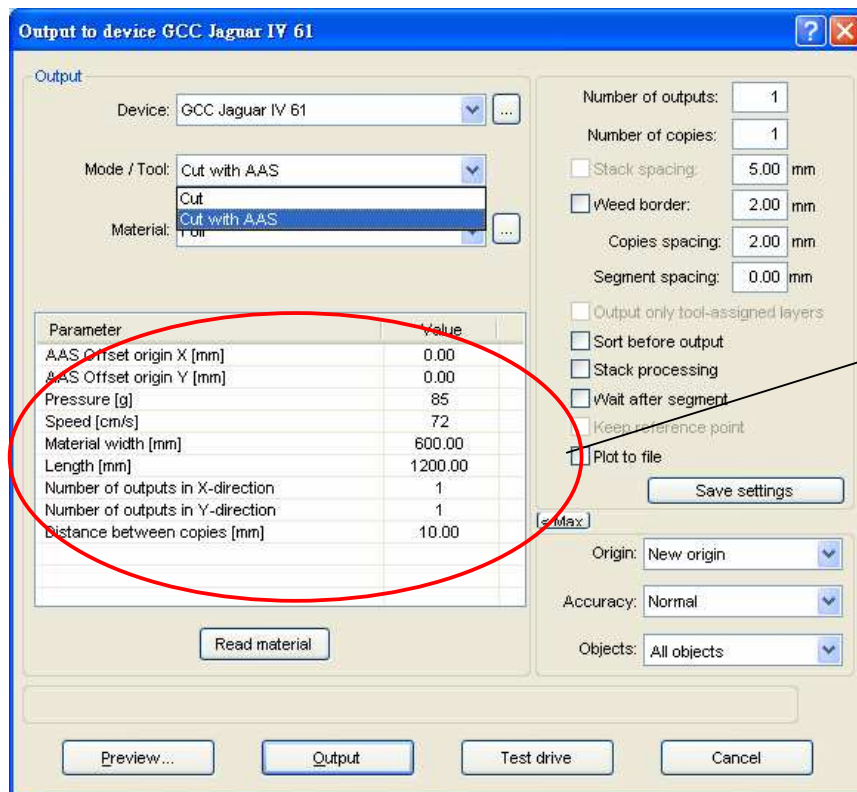 Output to device GCC Jaguar IV 61
Output
Device: GCC Jaguar IV 61 ...
Mode / Tool: Cut with AAS
Cut
Cut with AAS
Material: Foil ...
Parameter Value
AAS Offset origin X [mm] 0.00
AAS Offset origin Y [mm] 0.00
Pressure [g] 85
Speed [cm/s] 72
Material width [mm] 600.00
Length [mm] 1200.00
Number of outputs in X-direction 1
Number of outputs in Y-direction 1
Distance between copies [mm] 10.00
Read material
Number of outputs: 1
Number of copies: 1
Stack spacing: 5.00 mm
Weed border: 2.00 mm
Copies spacing: 2.00 mm
Segment spacing: 0.00 mm
Output only tool-assigned layers
Sort before output
Stack processing
Wait after segment
Keep reference point
Plot to file
Save settings
< Max
Origin: New origin
Accuracy: Normal
Objects: All objects
Preview... Output Test drive Cancel